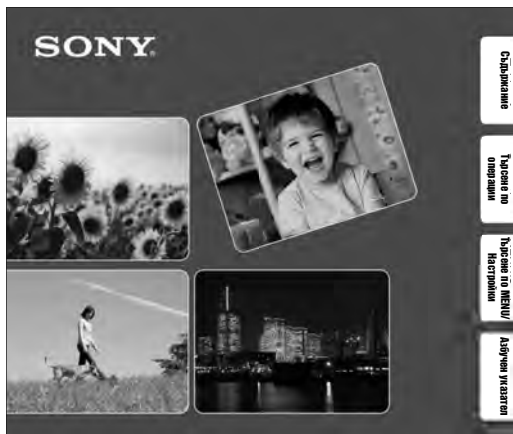 SONY
Съдържание
Търсене по
операции
Търсене по MENU/
Настройки
Азбучен указател